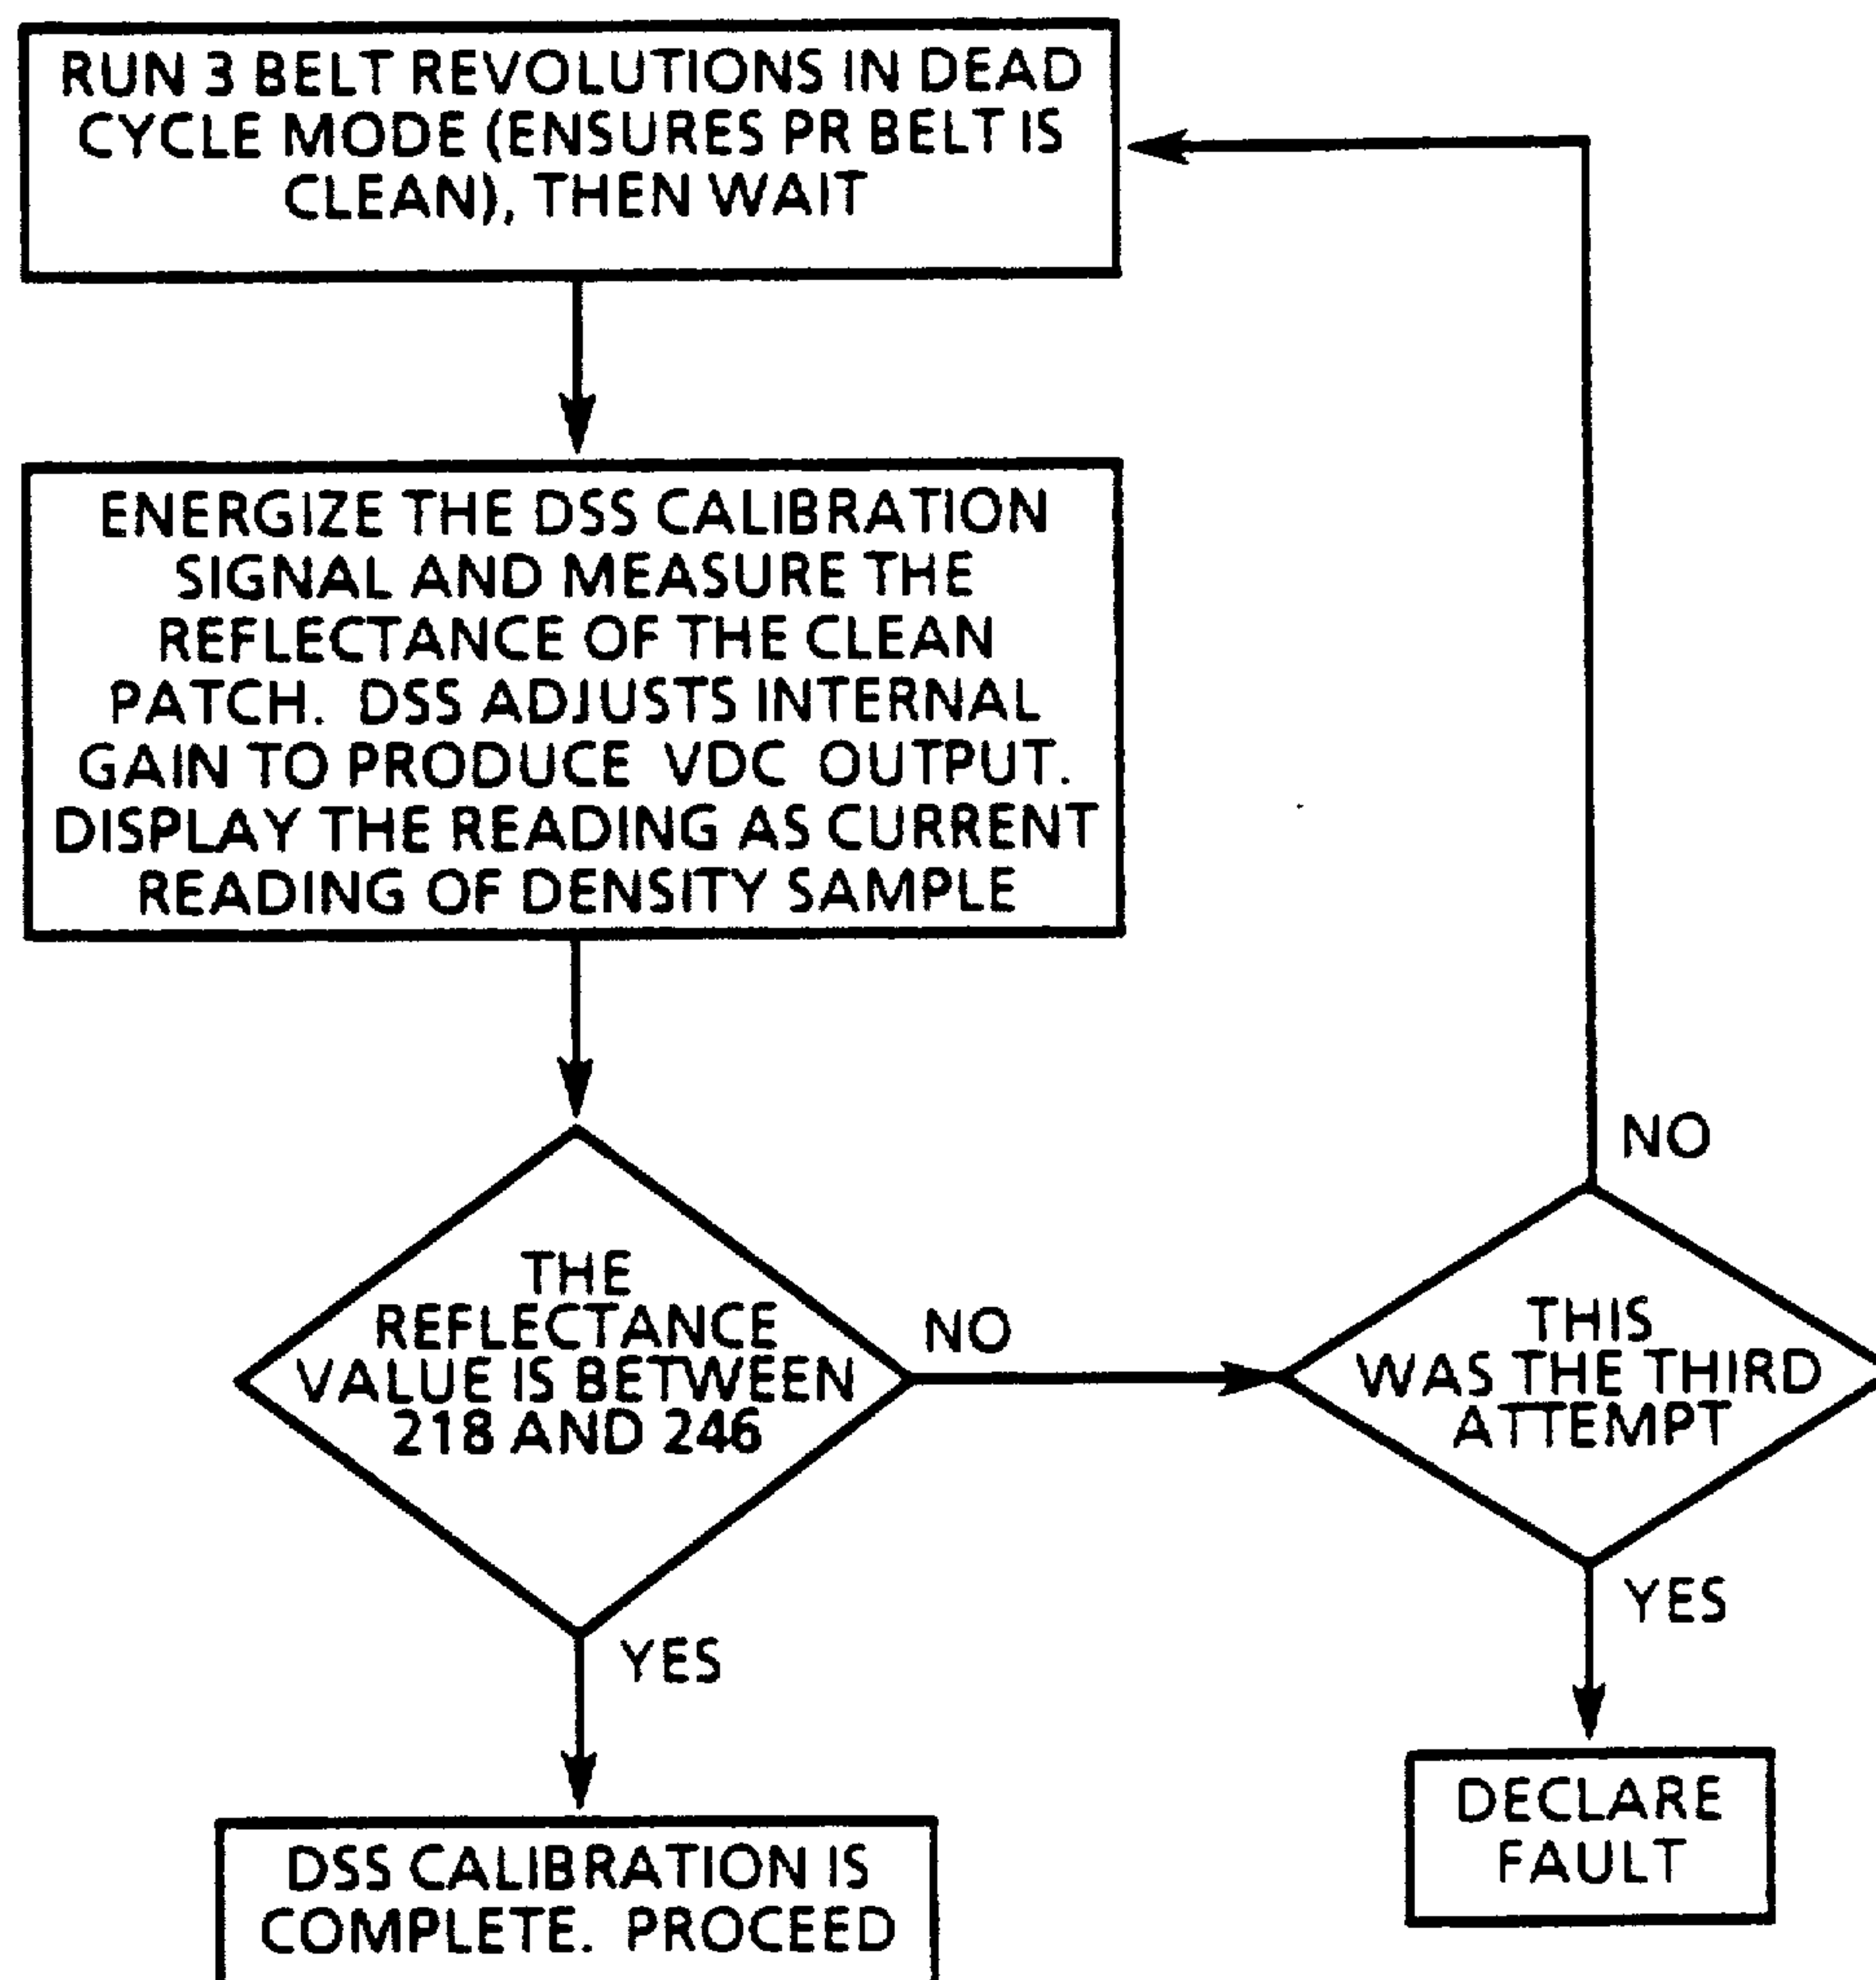 RUN 3 BELT REVOLUTIONS IN DEAD
CYCLE MODE (ENSURES PR BELT IS
CLEAN), THEN WAIT
ENERGIZE THE DSS CALIBRATION
SIGNAL AND MEASURE THE
REFLECTANCE OF THE CLEAN
PATCH. DSS ADJUSTS INTERNAL
GAIN TO PRODUCE VDC OUTPUT.
DISPLAY THE READING AS CURRENT
READING OF DENSITY SAMPLE
THE
REFLECTANCE
VALUE IS BETWEEN
218 AND 246
NO
YES
THIS
WAS THE THIRD
ATTEMPT
NO
YES
DECLARE
FAULT
DSS CALIBRATION IS
COMPLETE. PROCEED